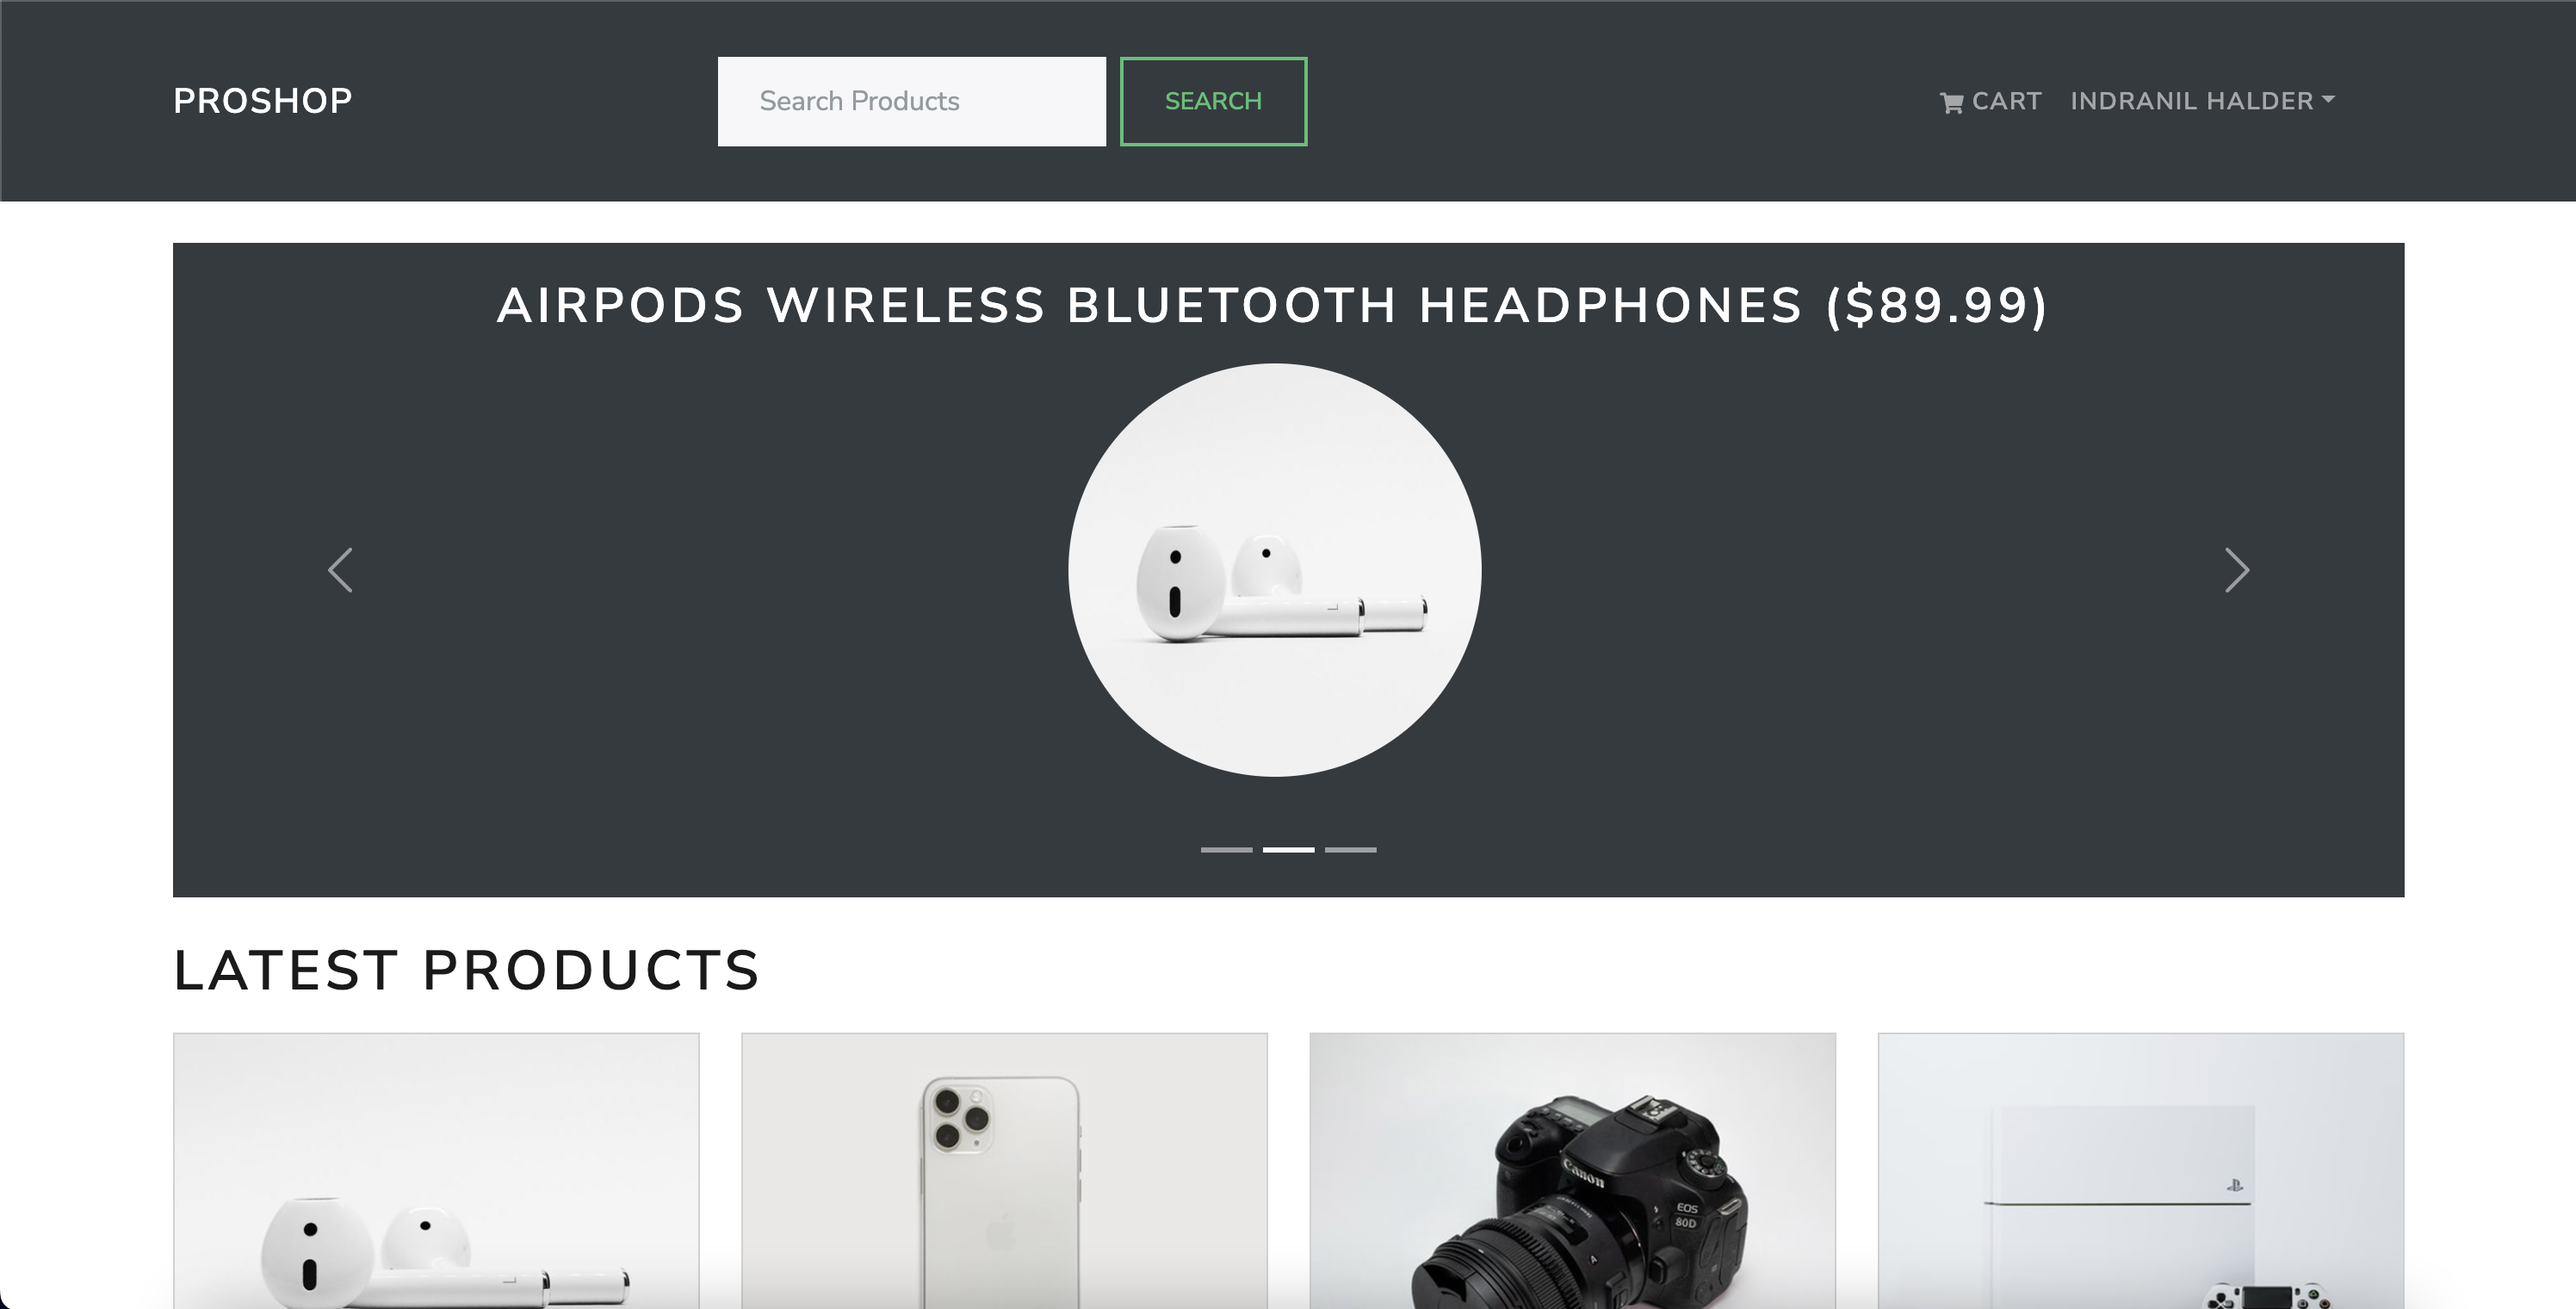 PROSHOP
Search Products
SEARCH
CART
INDRANIL HALDER
AIRPODS WIRELESS BLUETOOTH HEADPHONES ($89.99)
LATEST PRODUCTS
Canon
EOS
80D